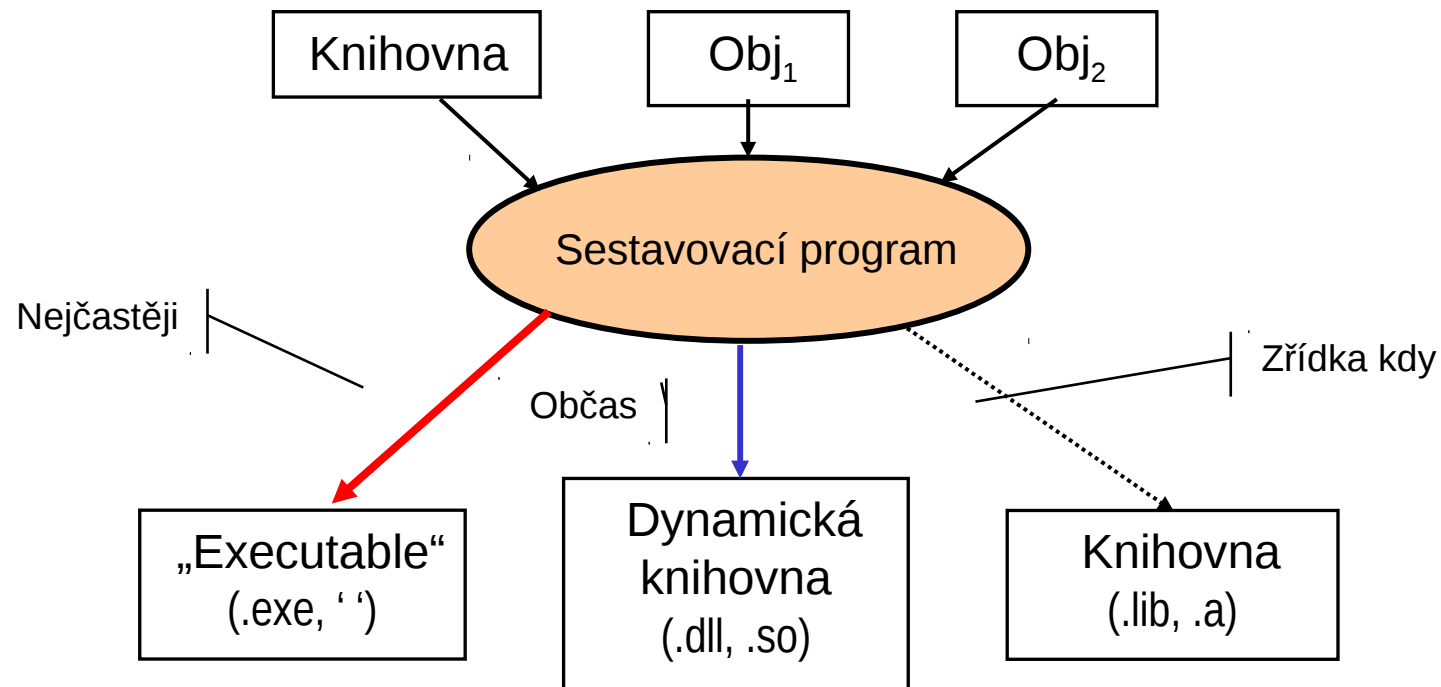 Knihovna
Obj₁
Obj₂
Sestavovací program
Nejčastěji
Občas
Zřídka kdy
„Executable“
(.exe, ‘ ‘)
Dynamická
knihovna
(.dll, .so)
Knihovna
(.lib, .a)